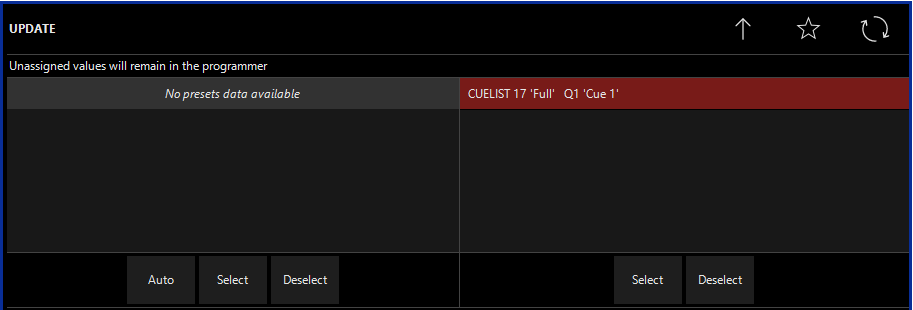 UPDATE
Unassigned values will remain in the programmer
No presets data available
CUELIST 17 'Full'   Q1 'Cue 1'
Auto
Select
Deselect
Select
Deselect